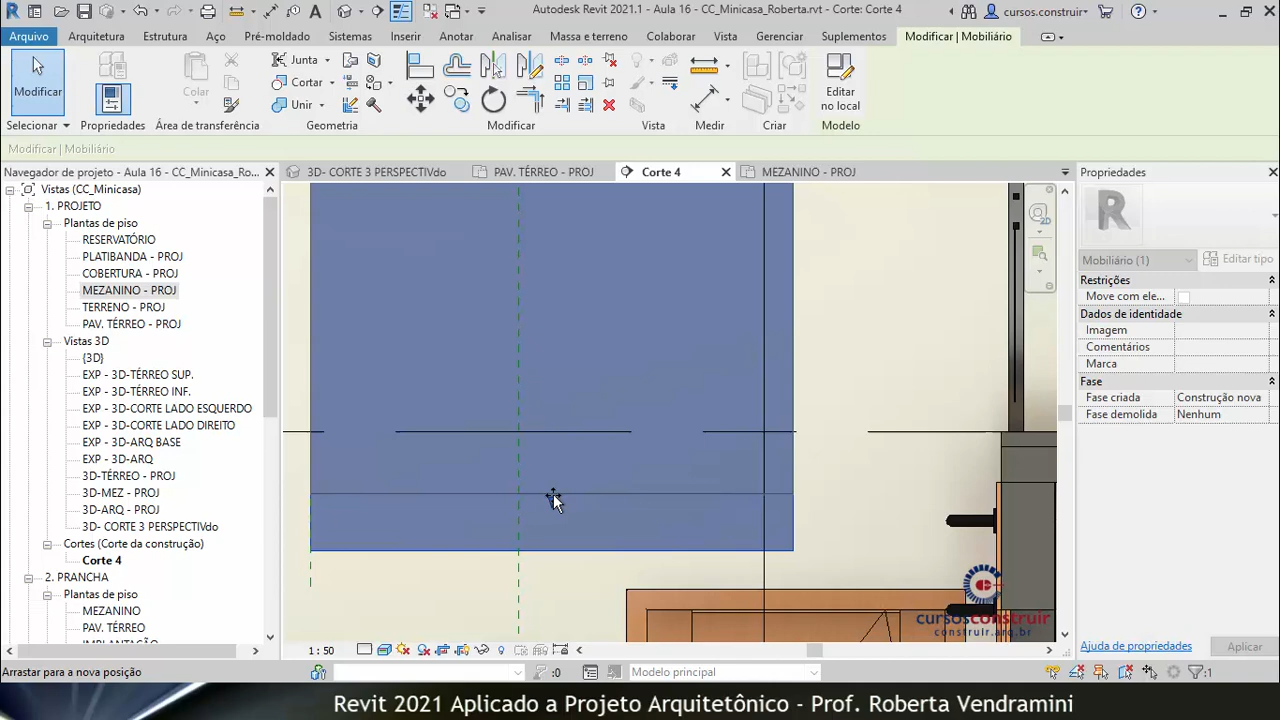 Autodesk Revit 2021.1 - Aula 16 - CC_Minicasa_Roberta.rvt - Corte: Corte 4
cursos.construir
Arquivo Arquitetura Estrutura Aço Pré-moldado Sistemas Inserir Anotar Analisar Massa e terreno Colaborar Vista Gerenciar Suplementos Modificar | Mobiliário
Modificar
Colar
Junta
Cortar
Unir
Editar
no local
Selecionar Propriedades Área de transferência Geometria Modificar Vista Medir Criar Modelo
Modificar | Mobiliário
Navegador de projeto - Aula 16 - CC_Minicasa_Ro...
3D- CORTE 3 PERSPECTIVdo PAV. TÉRREO - PROJ Corte 4 MEZANINO - PROJ
Propriedades
Vistas (CC_Minicasa)
1. PROJETO
Plantas de piso
RESERVATÓRIO
PLATIBANDA - PROJ
COBERTURA - PROJ
MEZANINO - PROJ
TERRENO - PROJ
PAV. TÉRREO - PROJ
Vistas 3D
{3D}
EXP - 3D-TÉRREO SUP.
EXP - 3D-TÉRREO INF.
EXP - 3D-CORTE LADO ESQUERDO
EXP - 3D-CORTE LADO DIREITO
EXP - 3D-ARQ BASE
EXP - 3D-ARQ
3D-TÉRREO - PROJ
3D-MEZ - PROJ
3D-ARQ - PROJ
3D- CORTE 3 PERSPECTIVdo
Cortes (Corte da construção)
Corte 4
2. PRANCHA
Plantas de piso
MEZANINO
PAV. TÉRREO
IMPLANTAÇÃO
2D
Mobiliário (1) Editar tipo
Restrições
Move com ele...
Dados de identidade
Imagem
Comentários
Marca
Fase
Fase criada Construção nova
Fase demolida Nenhum
cursosconstruir
construir.arq.br
Ajuda de propriedades Aplicar
1 : 50
Arrastar para a nova posição :0 Modelo principal :1
Revit 2021 Aplicado a Projeto Arquitetônico - Prof. Roberta Vendramini